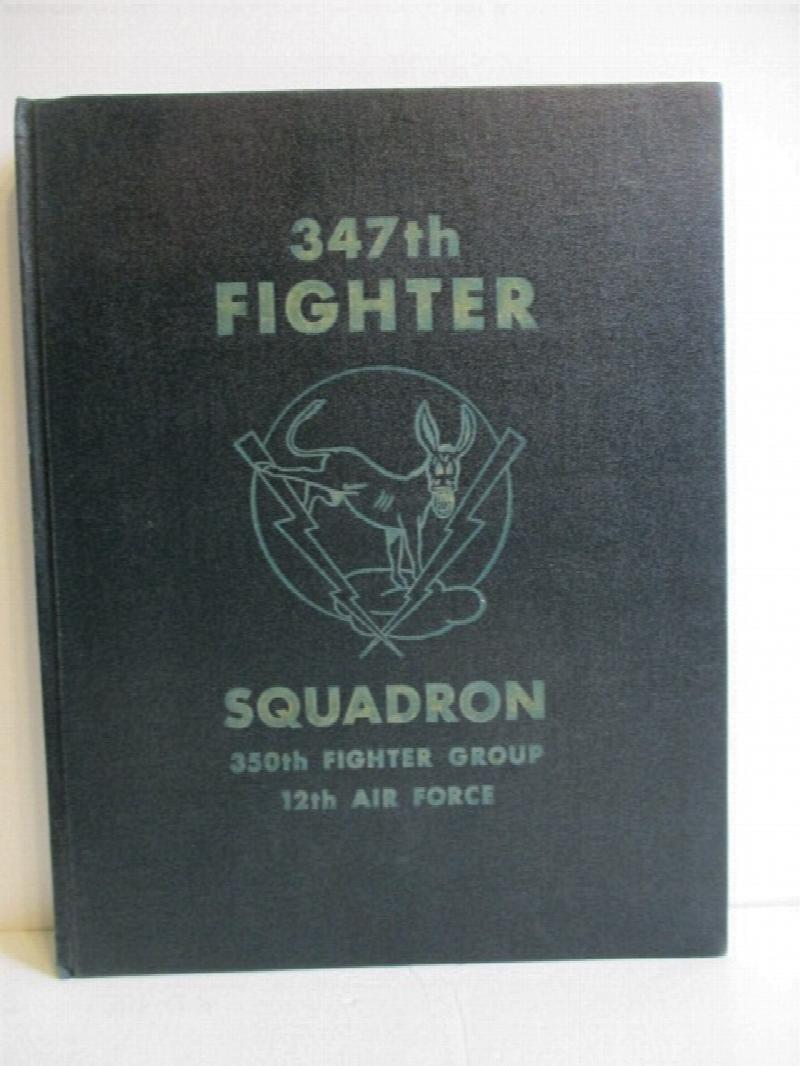 347th
FIGHTER
SQUADRON
350th FIGHTER GROUP
12th AIR FORCE